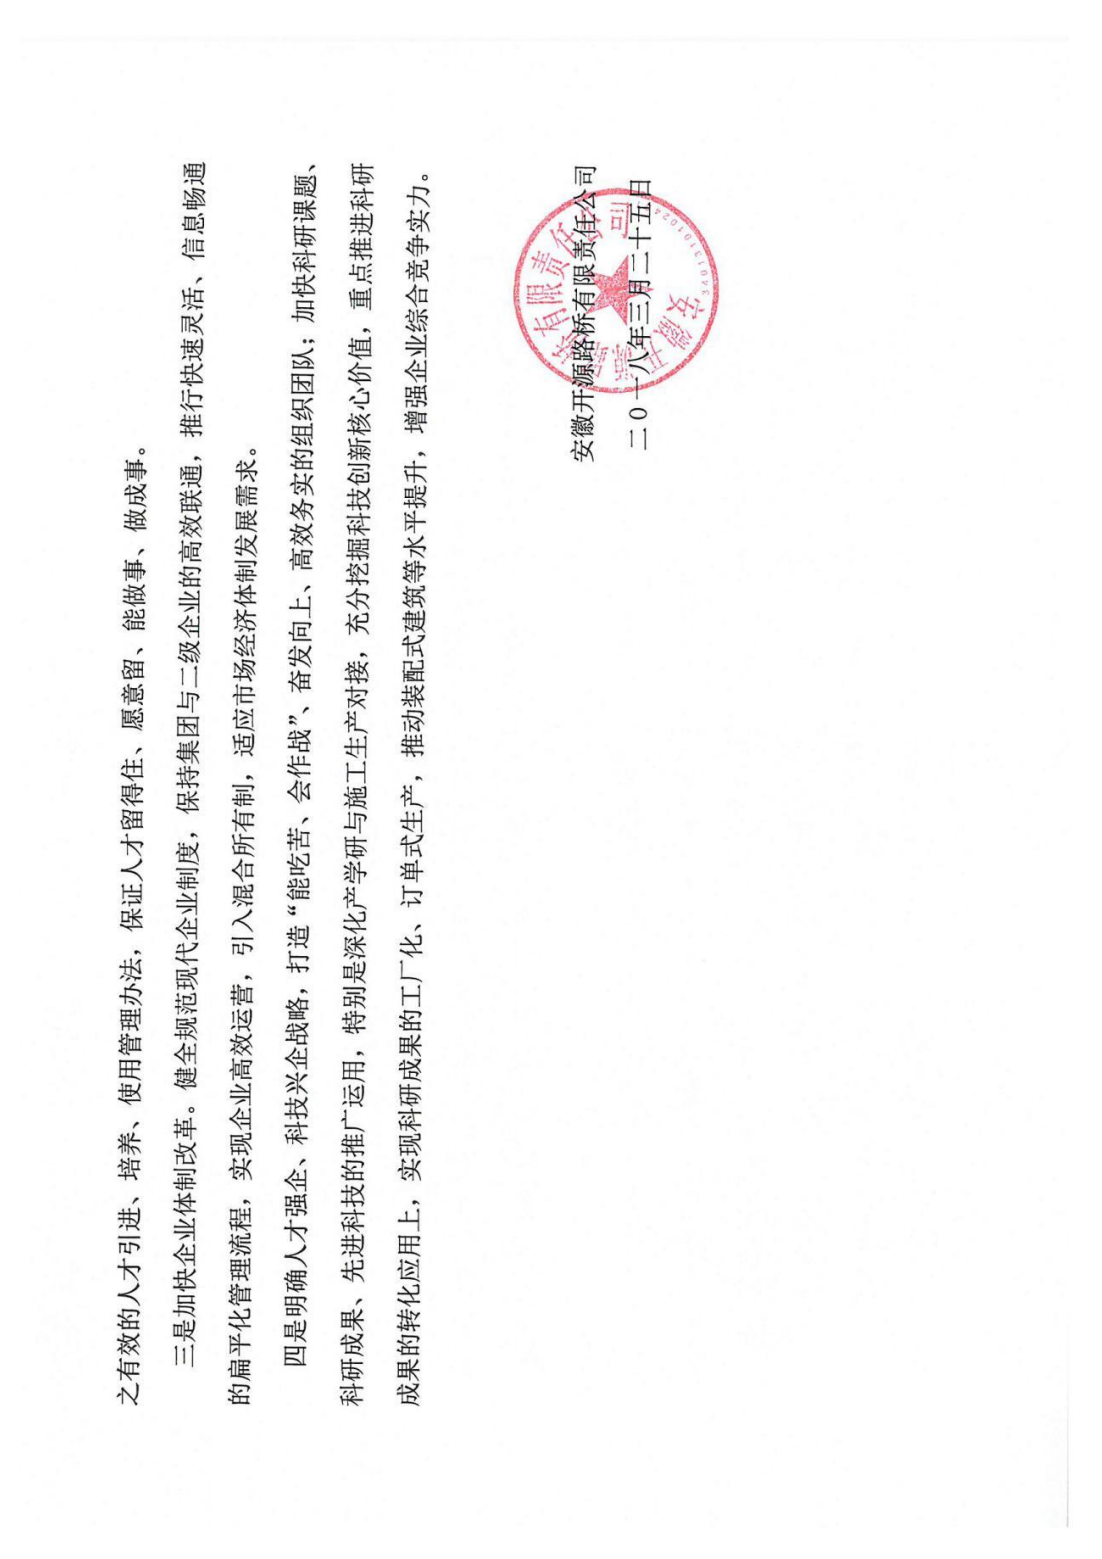 之有效的人才引进、培养、使用管理办法，保证人才留得住、愿意留、能做事、做成事。
三是加快企业体制改革。健全规范现代企业制度，保持集团与二级企业的高效联通，推行快速灵活、信息畅通
的扁平化管理流程，实现企业高效运营，引入混合所有制，适应市场经济体制发展需求。
四是明确人才强企、科技兴企战略，打造“能吃苦、会作战”、奋发向上、高效务实的组织团队；加快科研课题、
科研成果、先进科技的推广运用，特别是深化产学研与施工生产对接，充分挖掘科技创新核心价值，重点推进科研
成果的转化应用上，实现科研成果的工厂化、订单式生产，推动装配式建筑等水平提升，增强企业综合竞争实力。
安徽开源路桥有限责任公司
二0一八年三月二十五日
安徽开源路桥有限责任公司